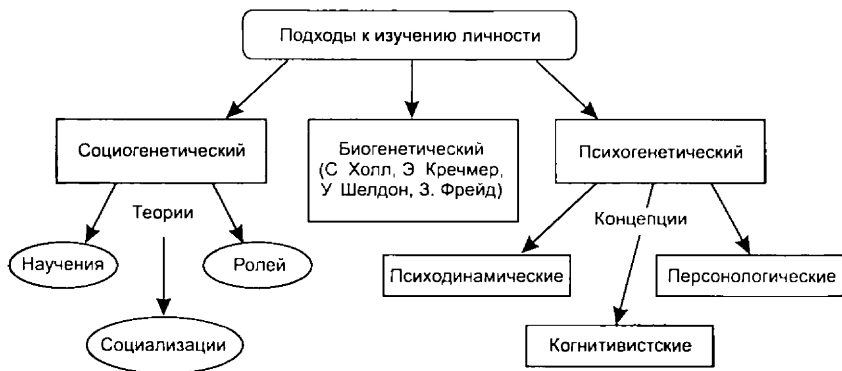 Подходы к изучению личности
Социогенетический
Биогенетический
(С Холл, Э Кречмер,
У Шелдон, З. Фрейд)
Психогенетический
Теории
Концепции
Научения
Ролей
Психодинамические
Персонологические
Социализации
Когнитивистские